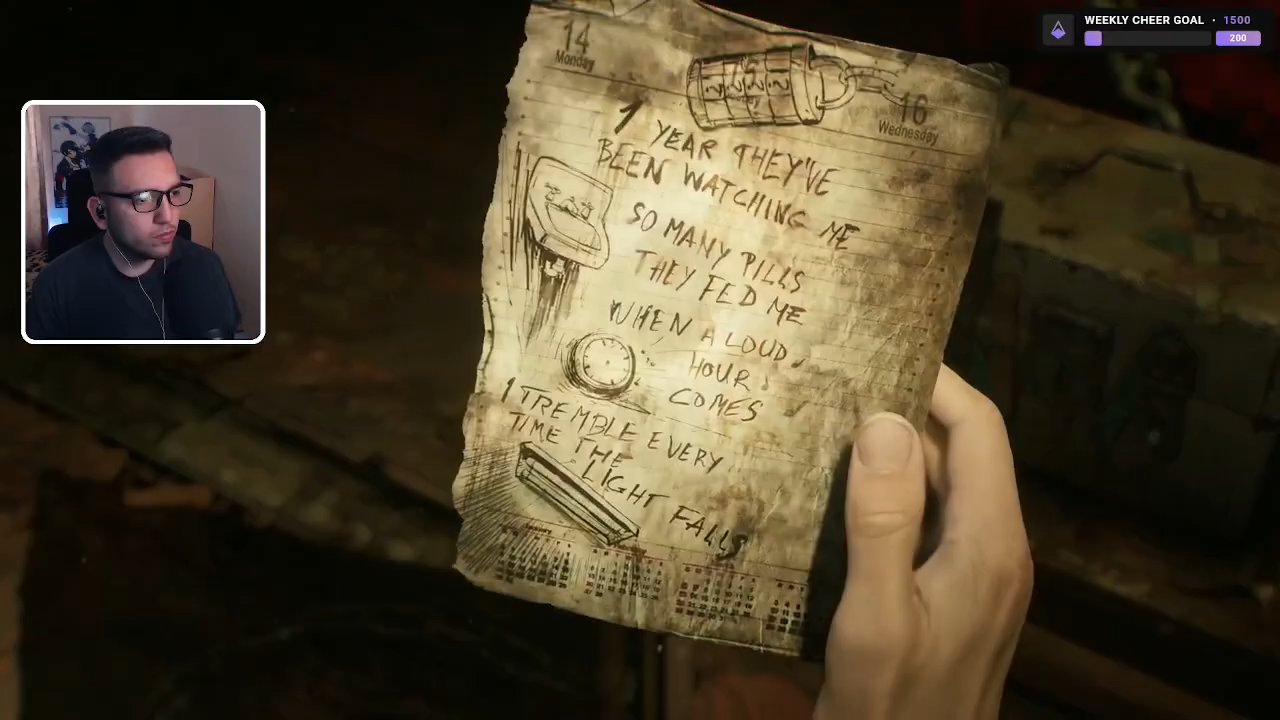 WEEKLY CHEER GOAL · 1500
200
14
Monday
16
Wednesday
1 YEAR THEY'VE
BEEN WATCHING ME
SO MANY PILLS
THEY FED ME
WHEN A LOUD
HOUR
COMES
I TREMBLE EVERY
TIME THE
LIGHT FALLS